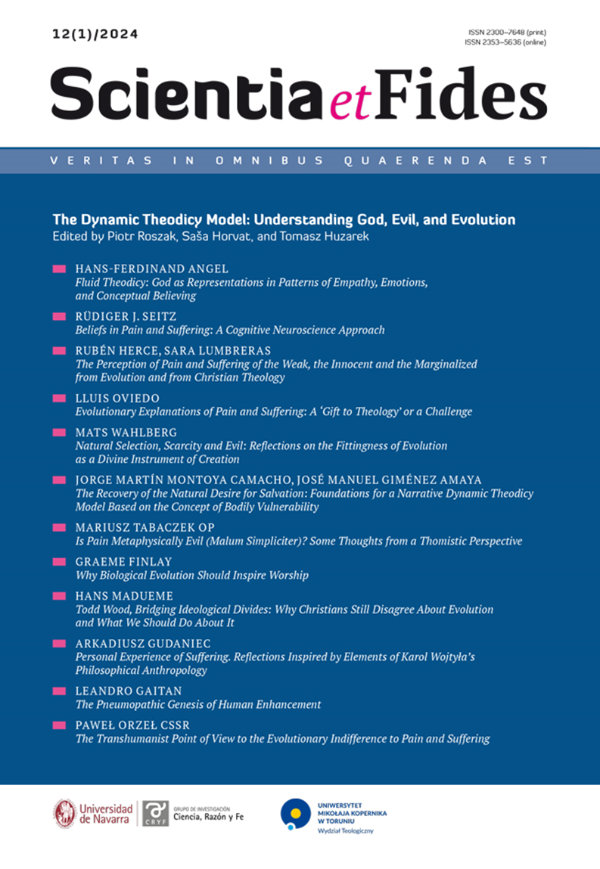 12(1)/2024
ISSN 2300–7648 (print)
ISSN 2353–5636 (online)
Scientia et Fides
VERITAS IN OMNIBUS QUAERENDA EST
The Dynamic Theodicy Model: Understanding God, Evil, and Evolution
Edited by Piotr Roszak, Saša Horvat, and Tomasz Huzarek
HANS-FERDINAND ANGEL
Fluid Theodicy: God as Representations in Patterns of Empathy, Emotions,
and Conceptual Believing
RÜDIGER J. SEITZ
Beliefs in Pain and Suffering: A Cognitive Neuroscience Approach
RUBÉN HERCE, SARA LUMBRERAS
The Perception of Pain and Suffering of the Weak, the Innocent and the Marginalized
from Evolution and from Christian Theology
LLUIS OVIEDO
Evolutionary Explanations of Pain and Suffering: A ‘Gift to Theology’ or a Challenge
MATS WAHLBERG
Natural Selection, Scarcity and Evil: Reflections on the Fittingness of Evolution
as a Divine Instrument of Creation
JORGE MARTÍN MONTOYA CAMACHO, JOSÉ MANUEL GIMÉNEZ AMAYA
The Recovery of the Natural Desire for Salvation: Foundations for a Narrative Dynamic Theodicy
Model Based on the Concept of Bodily Vulnerability
MARIUSZ TABACZEK OP
Is Pain Metaphysically Evil (Malum Simpliciter)? Some Thoughts from a Thomistic Perspective
GRAEME FINLAY
Why Biological Evolution Should Inspire Worship
HANS MADUEME
Todd Wood, Bridging Ideological Divides: Why Christians Still Disagree About Evolution
and What We Should Do About It
ARKADIUSZ GUDANIEC
Personal Experience of Suffering. Reflections Inspired by Elements of Karol Wojtyła’s
Philosophical Anthropology
LEANDRO GAITAN
The Pneumopathic Genesis of Human Enhancement
PAWEŁ ORZEŁ CSSR
The Transhumanist Point of View to the Evolutionary Indifference to Pain and Suffering
Universidad
de Navarra
CRYF
GRUPO DE INVESTIGACIÓN
Ciencia, Razón y Fe
UNIWERSYTET
MIKOŁAJA KOPERNIKA
W TORUNIU
Wydział Teologiczny